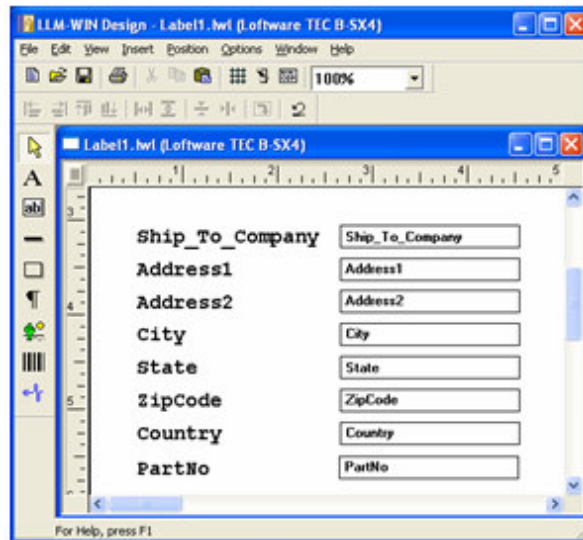 LLM-WIN Design - Label1.lwl (Loftware TEC B-SX4)
File Edit View Insert Position Options Window Help
100%
Label1.lwl (Loftware TEC B-SX4)
1 2 3 4 5
3
Ship_To_Company Ship_To_Company
Address1 Address1
4
Address2 Address2
City City
State State
5
ZipCode ZipCode
Country Country
PartNo PartNo
For Help, press F1